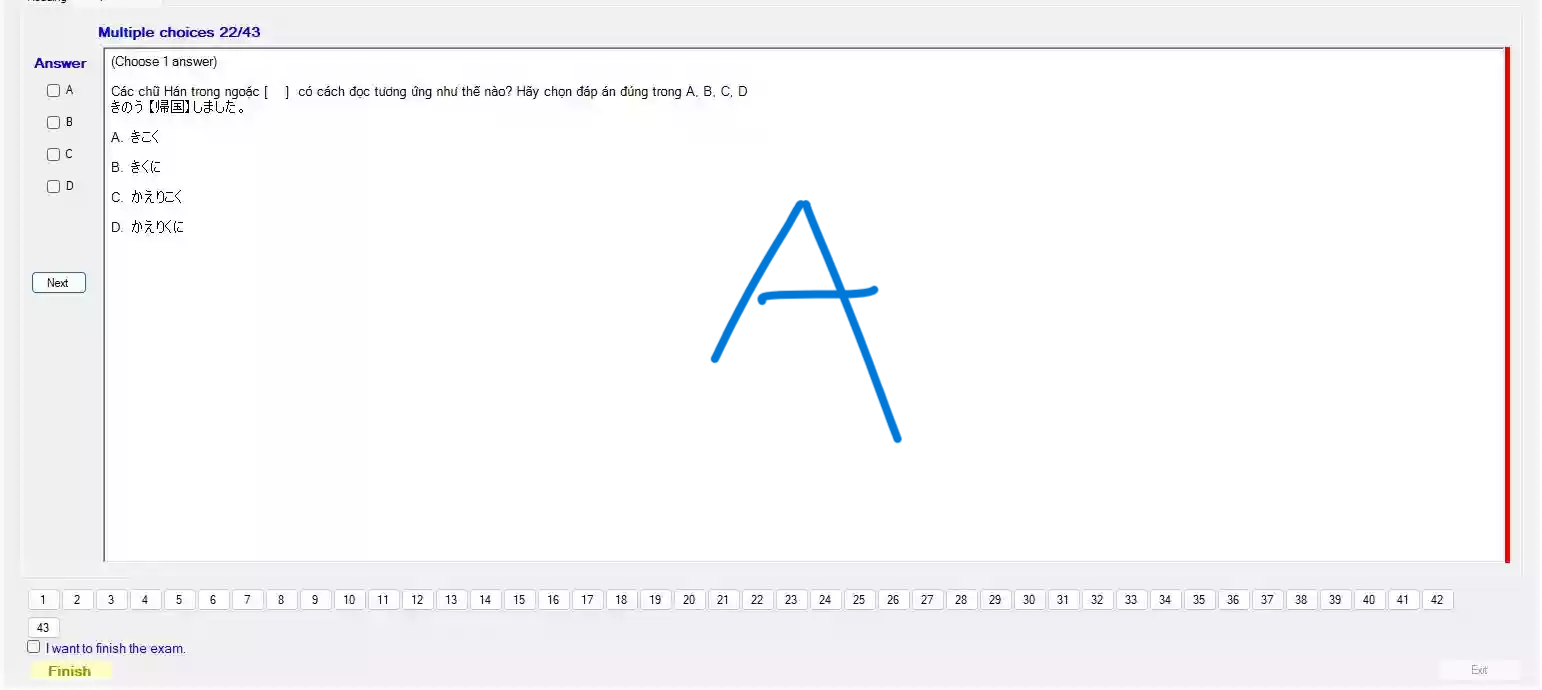 Multiple choices 22/43
Answer
(Choose 1 answer)
A
B
C
D
Các chữ Hán trong ngoặc [ ] có cách đọc tương ứng như thế nào? Hãy chọn đáp án đúng trong A, B, C, D
きのう【帰国】しました。
A. きこく
B. きくに
C. かえりこく
D. かえりくに
A
Next
1 2 3 4 5 6 7 8 9 10 11 12 13 14 15 16 17 18 19 20 21 22 23 24 25 26 27 28 29 30 31 32 33 34 35 36 37 38 39 40 41 42
43
I want to finish the exam.
Finish
Exit